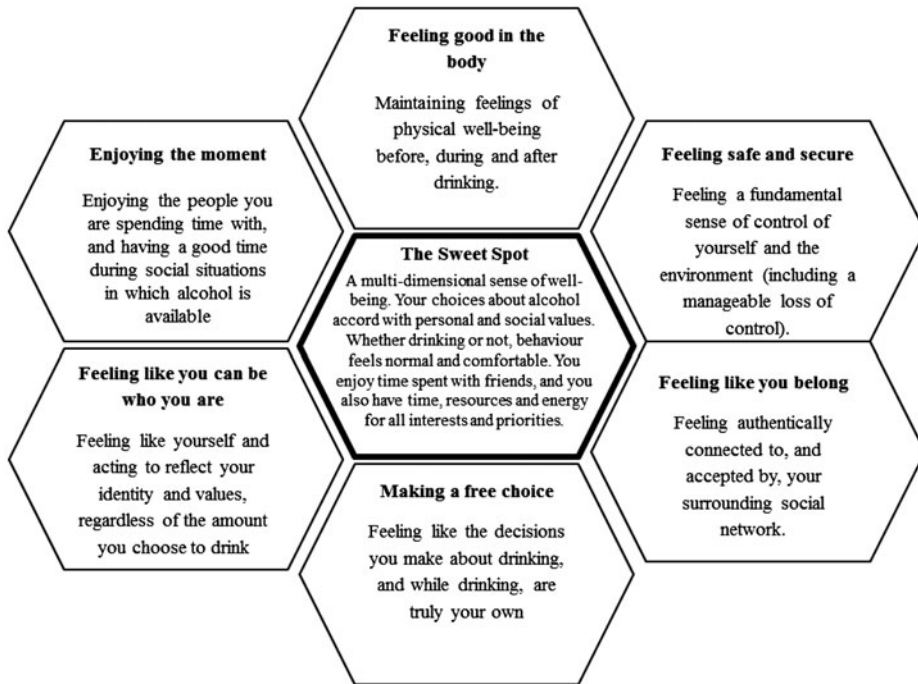 Feeling good in the
body
Maintaining feelings of
physical well-being
before, during and after
drinking.
Enjoying the moment
Enjoying the people you
are spending time with,
and having a good time
during social situations
in which alcohol is
available
Feeling safe and secure
Feeling a fundamental
sense of control of
yourself and the
environment (including a
manageable loss of
control).
The Sweet Spot
A multi-dimensional sense of well-
being. Your choices about alcohol
accord with personal and social values.
Whether drinking or not, behaviour
feels normal and comfortable. You
enjoy time spent with friends, and you
also have time, resources and energy
for all interests and priorities.
Feeling like you can be
who you are
Feeling like yourself and
acting to reflect your
identity and values,
regardless of the amount
you choose to drink
Feeling like you belong
Feeling authentically
connected to, and
accepted by, your
surrounding social
network.
Making a free choice
Feeling like the decisions
you make about drinking,
and while drinking, are
truly your own